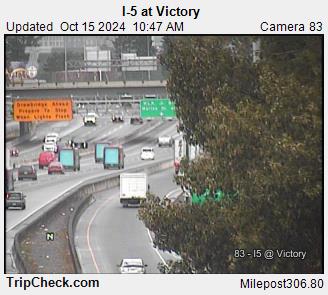 I-5 at Victory
Updated Oct 15 2024 10:47 AM Camera 83
Drawbridge Ahead
Prepare To Stop
When Lights Flash
M.L.K. Jr
N
83 - I5 @ Victory
TripCheck.com Milepost306.80